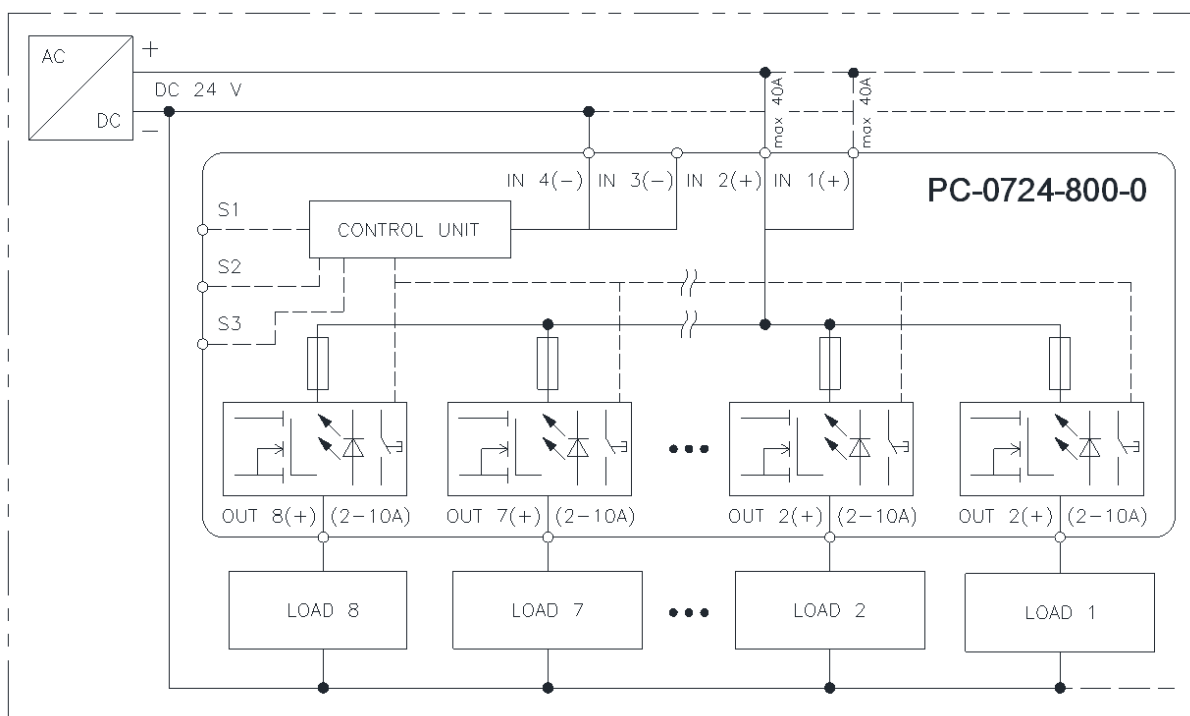 AC
+
DC 24 V
DC
−
max 40A
max 40A
IN 4(−) IN 3(−) IN 2(+) IN 1(+)
PC-0724-800-0
S1
CONTROL UNIT
S2
S3
OUT 8(+) (2−10A) OUT 7(+) (2−10A) OUT 2(+) (2−10A) OUT 2(+) (2−10A)
LOAD 8 LOAD 7 LOAD 2 LOAD 1